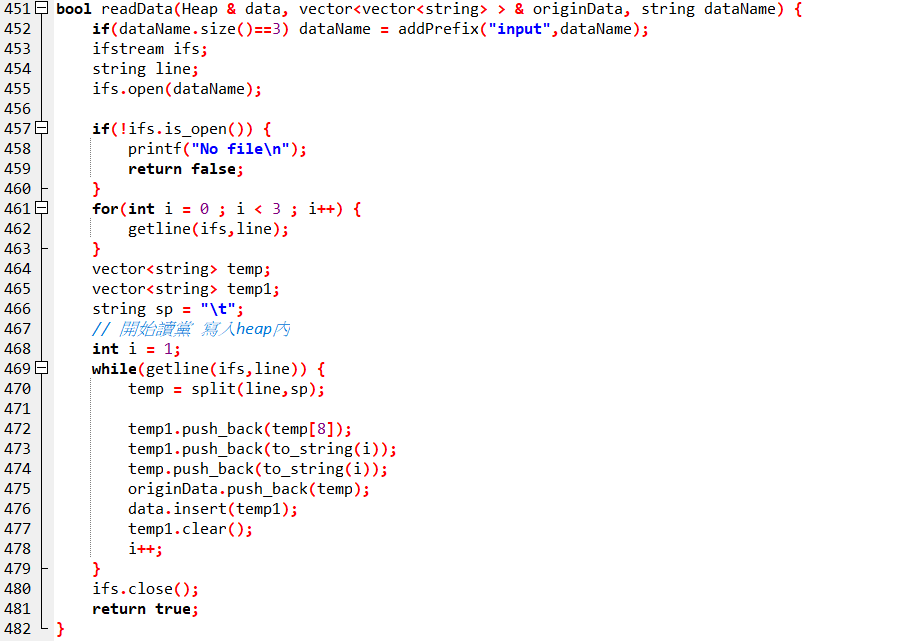 451 bool readData(Heap & data, vector<vector<string> > & originData, string dataName) {
452 if(dataName.size()==3) dataName = addPrefix("input",dataName);
453 ifstream ifs;
454 string line;
455 ifs.open(dataName);
456
457 if(!ifs.is_open()) {
458 printf("No file\n");
459 return false;
460 }
461 for(int i = 0 ; i < 3 ; i++) {
462 getline(ifs,line);
463 }
464 vector<string> temp;
465 vector<string> temp1;
466 string sp = "\t";
467 // 開始讀黨 寫入heap內
468 int i = 1;
469 while(getline(ifs,line)) {
470 temp = split(line,sp);
471
472 temp1.push_back(temp[8]);
473 temp1.push_back(to_string(i));
474 temp.push_back(to_string(i));
475 originData.push_back(temp);
476 data.insert(temp1);
477 temp1.clear();
478 i++;
479 }
480 ifs.close();
481 return true;
482 }